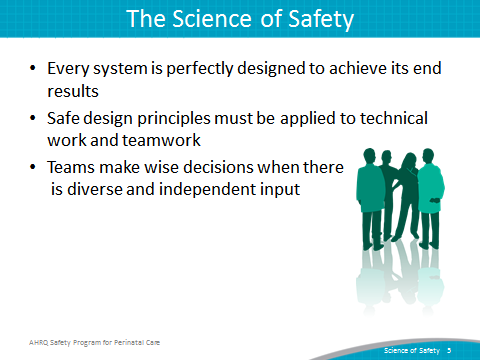 The Science of Safety
• Every system is perfectly designed to achieve its end
results
• Safe design principles must be applied to technical
work and teamwork
• Teams make wise decisions when there
is diverse and independent input
AHRQ Safety Program for Perinatal Care
Science of Safety 5